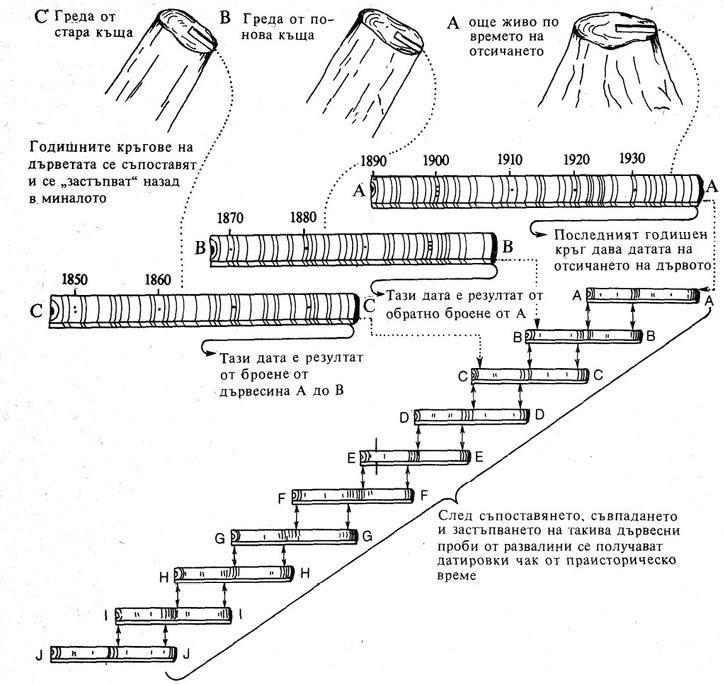 С Греда от
стара къща
В Греда от по-
нова къща
А още живо по
времето на
отсичането
Годишните кръгове на
дърветата се съпоставят
и се „застъпват“ назад
в миналото
1890 1900 1910 1920 1930
А А
1870 1880
В В
Последният годишен
кръг дава датата на
отсичането на дървото
1850 1860
С С
Тази дата е резултат от
обратно броене от А
Тази дата е резултат
от броене от
дървесина А до В
A A
B B
C C
D D
E E
F F
G G
H H
I I
J J
След съпоставянето, съвпадането
и застъпването на такива дървесни
проби от развалини се получават
датировки чак от праисторическо
време